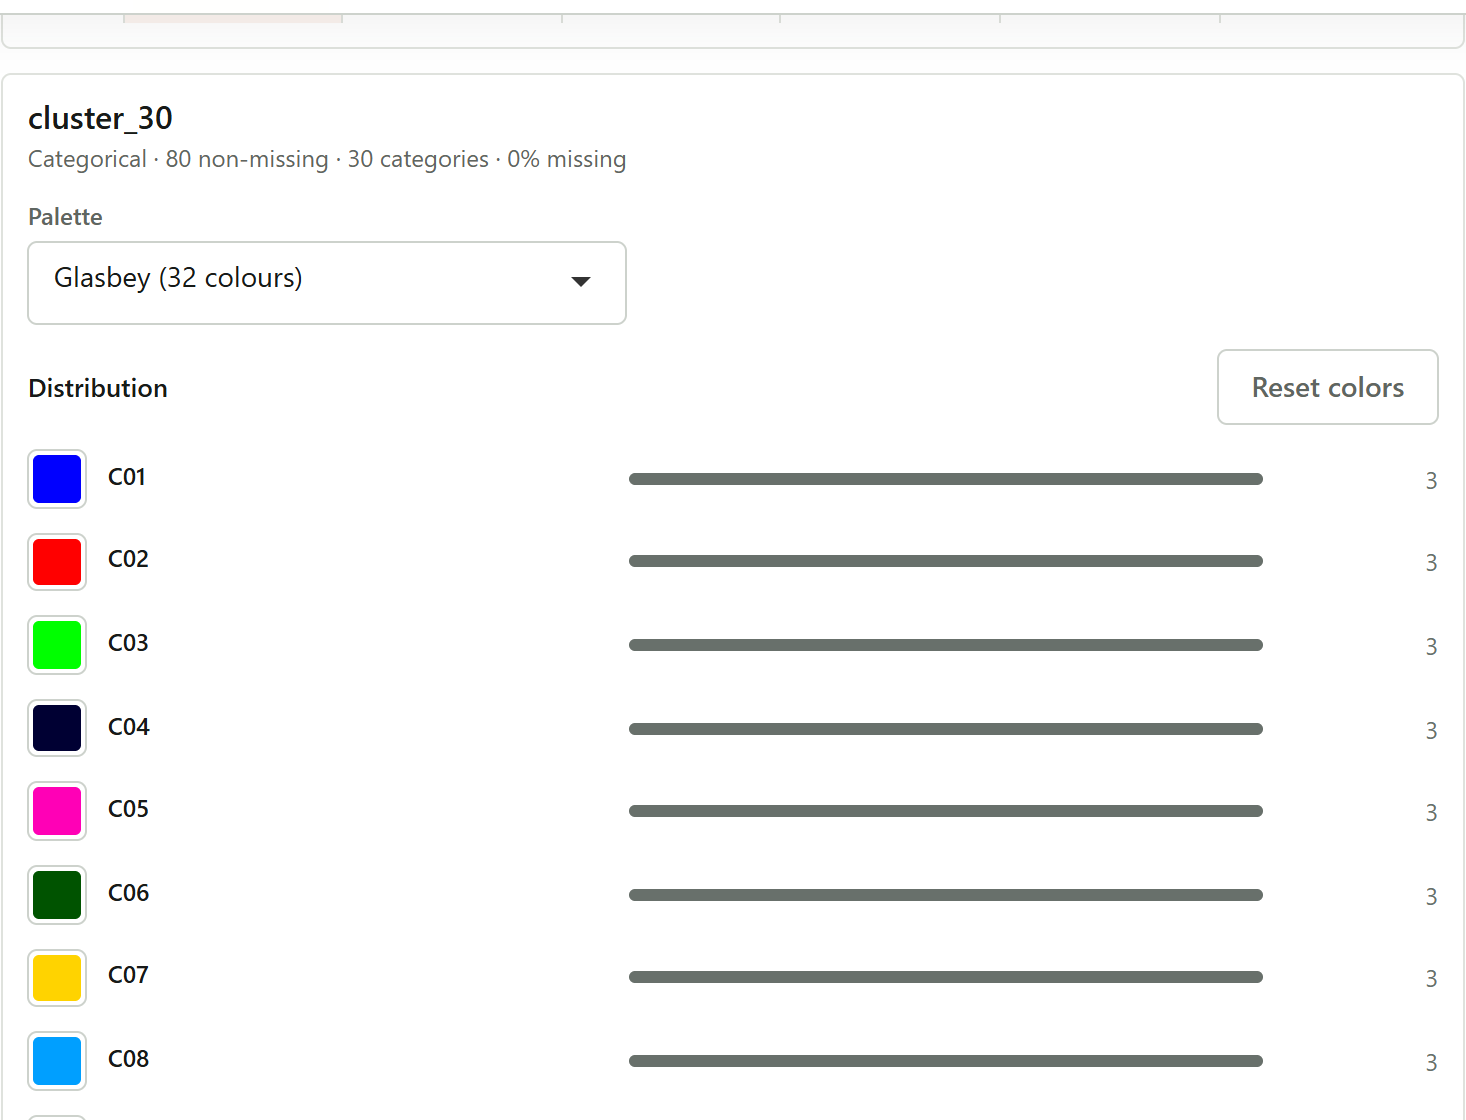 cluster_30
Categorical · 80 non-missing · 30 categories · 0% missing
Palette
Glasbey (32 colours)
Distribution
Reset colors
C01 3
C02 3
C03 3
C04 3
C05 3
C06 3
C07 3
C08 3